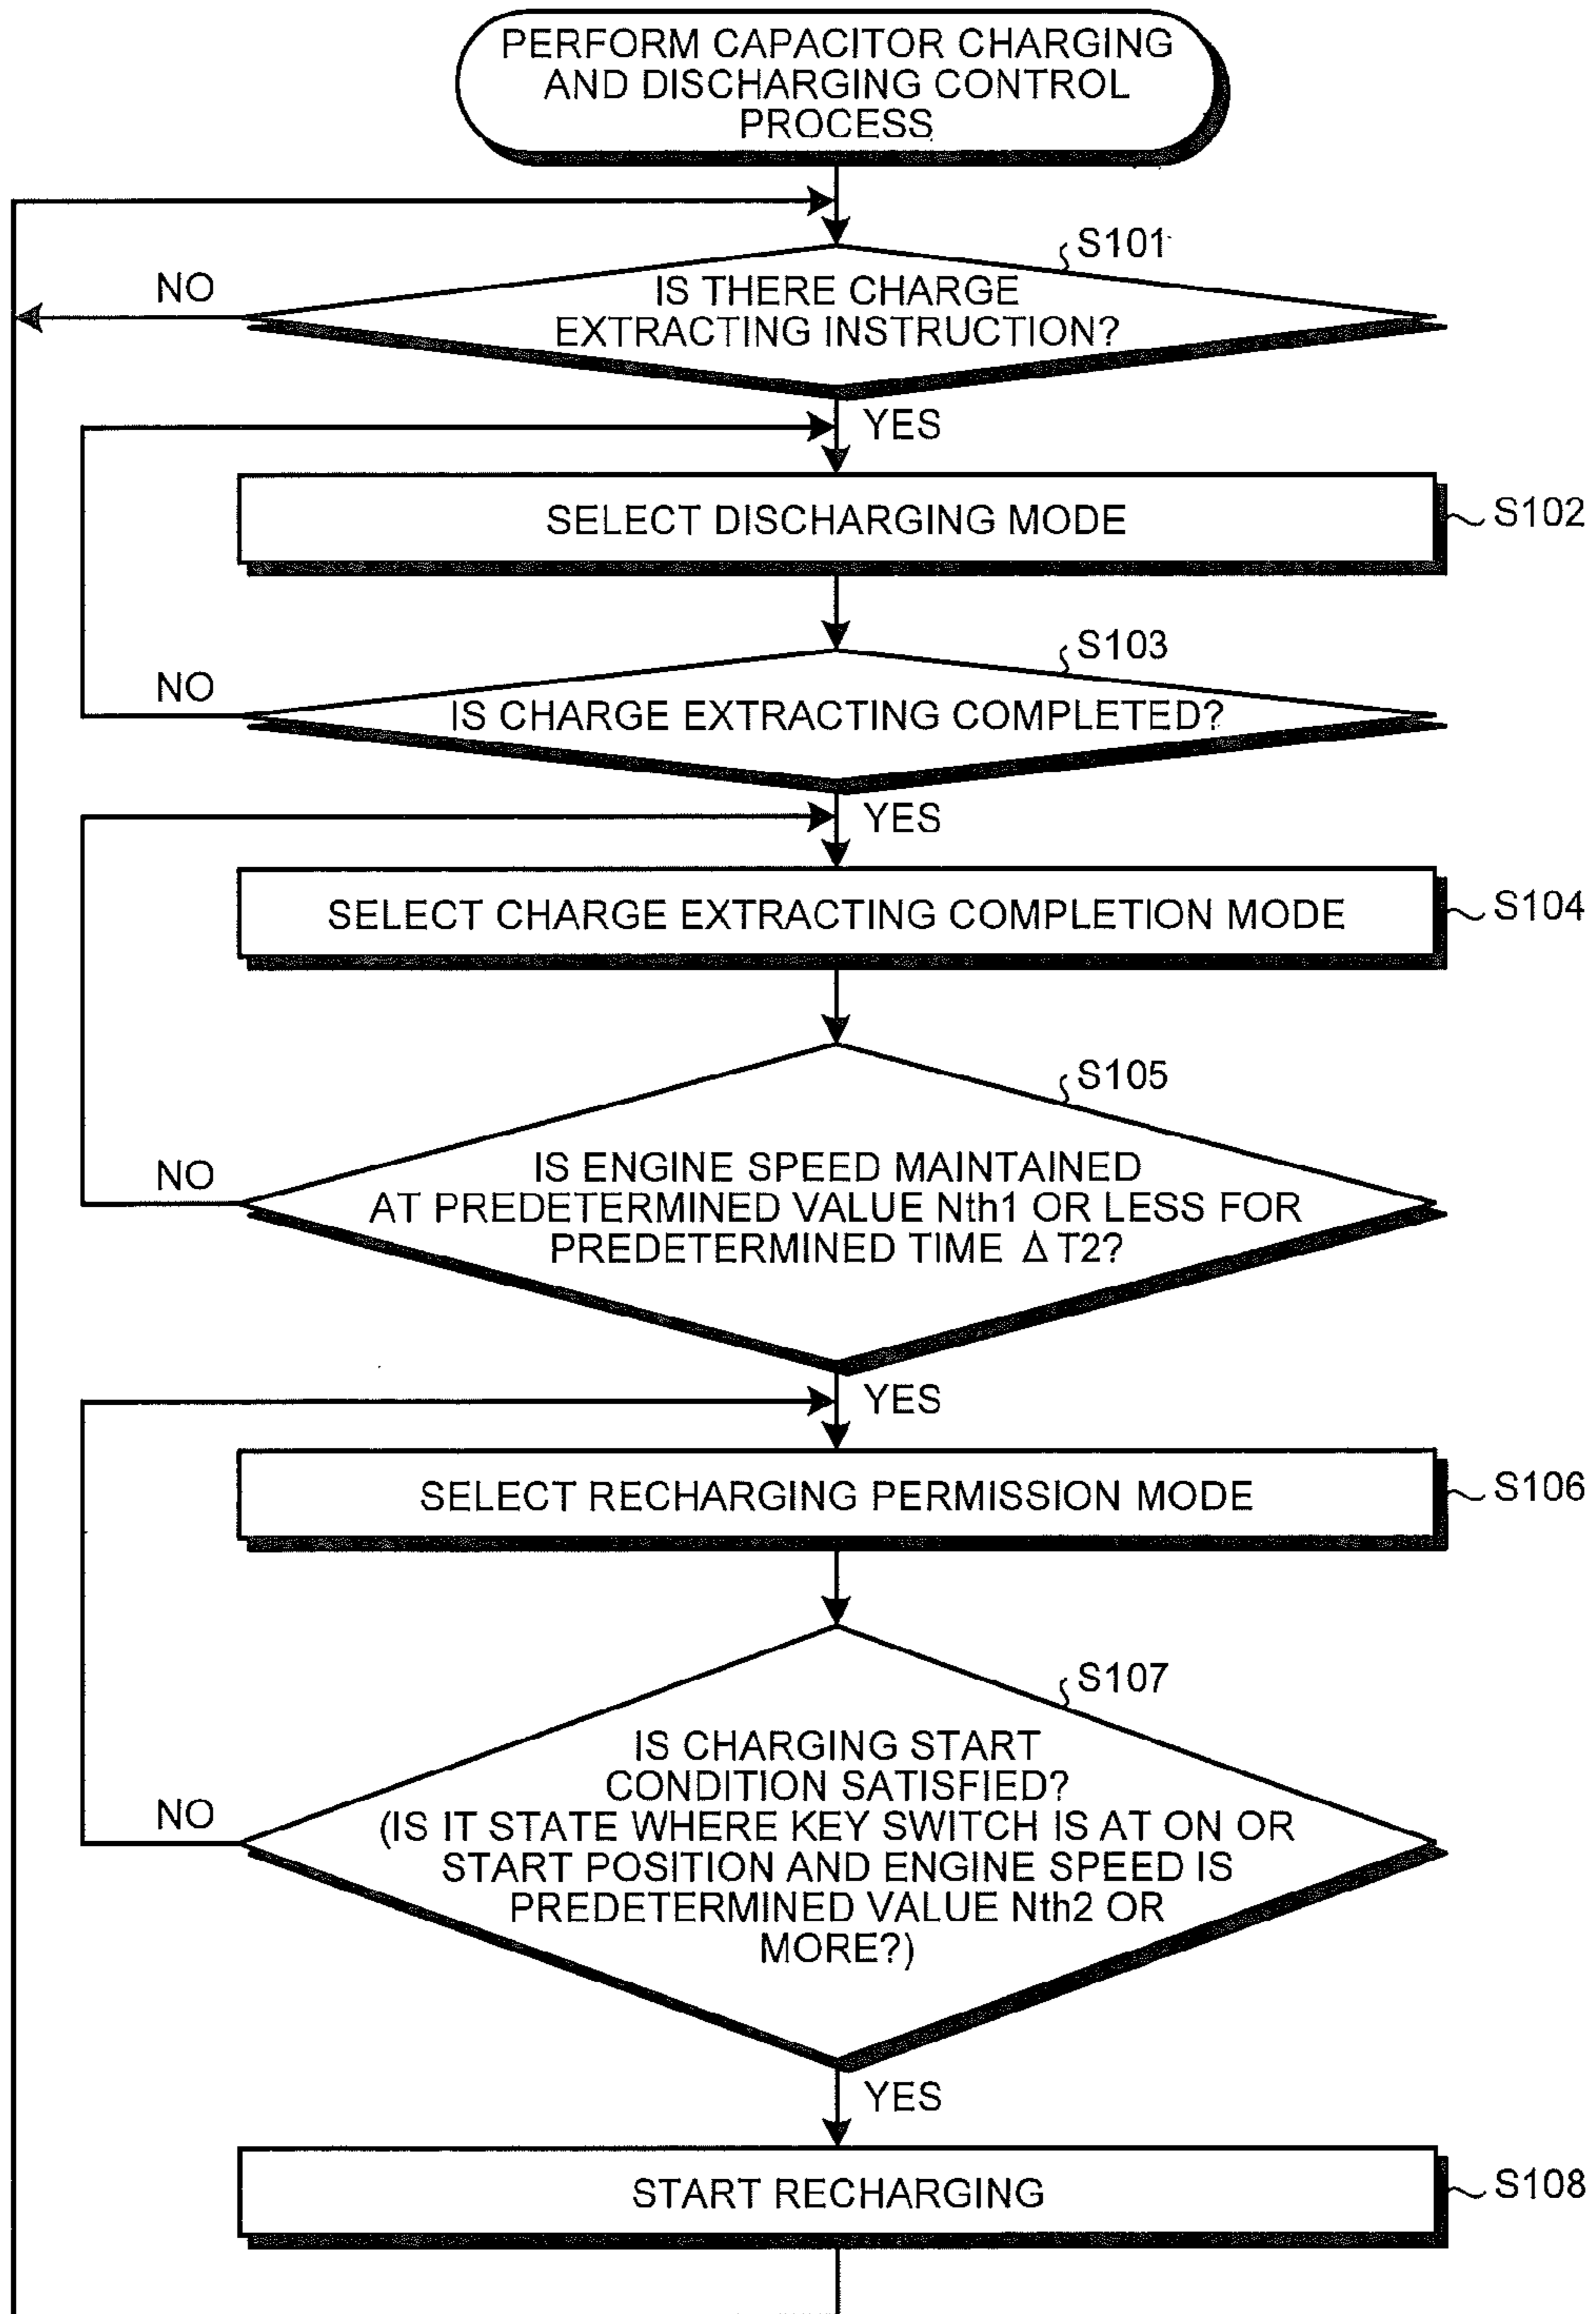 PERFORM CAPACITOR CHARGING
AND DISCHARGING CONTROL
PROCESS
S101
NO
IS THERE CHARGE
EXTRACTING INSTRUCTION?
YES
SELECT DISCHARGING MODE
S102
S103
NO
IS CHARGE EXTRACTING COMPLETED?
YES
SELECT CHARGE EXTRACTING COMPLETION MODE
S104
S105
NO
IS ENGINE SPEED MAINTAINED
AT PREDETERMINED VALUE Nth1 OR LESS FOR
PREDETERMINED TIME ΔT2?
YES
SELECT RECHARGING PERMISSION MODE
S106
S107
IS CHARGING START
CONDITION SATISFIED?
NO
(IS IT STATE WHERE KEY SWITCH IS AT ON OR
START POSITION AND ENGINE SPEED IS
PREDETERMINED VALUE Nth2 OR
MORE?)
YES
START RECHARGING
S108